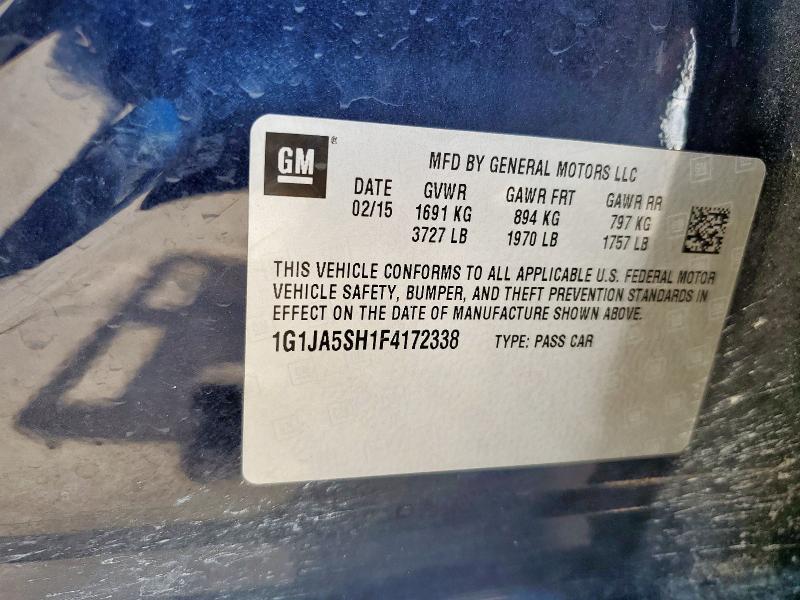 GM
MFD BY GENERAL MOTORS LLC
DATE GVWR GAWR FRT GAWR RR
02/15 1691 KG 894 KG 797 KG
3727 LB 1970 LB 1757 LB
THIS VEHICLE CONFORMS TO ALL APPLICABLE U.S. FEDERAL MOTOR
VEHICLE SAFETY, BUMPER, AND THEFT PREVENTION STANDARDS IN
EFFECT ON THE DATE OF MANUFACTURE SHOWN ABOVE.
1G1JA5SH1F4172338 TYPE: PASS CAR